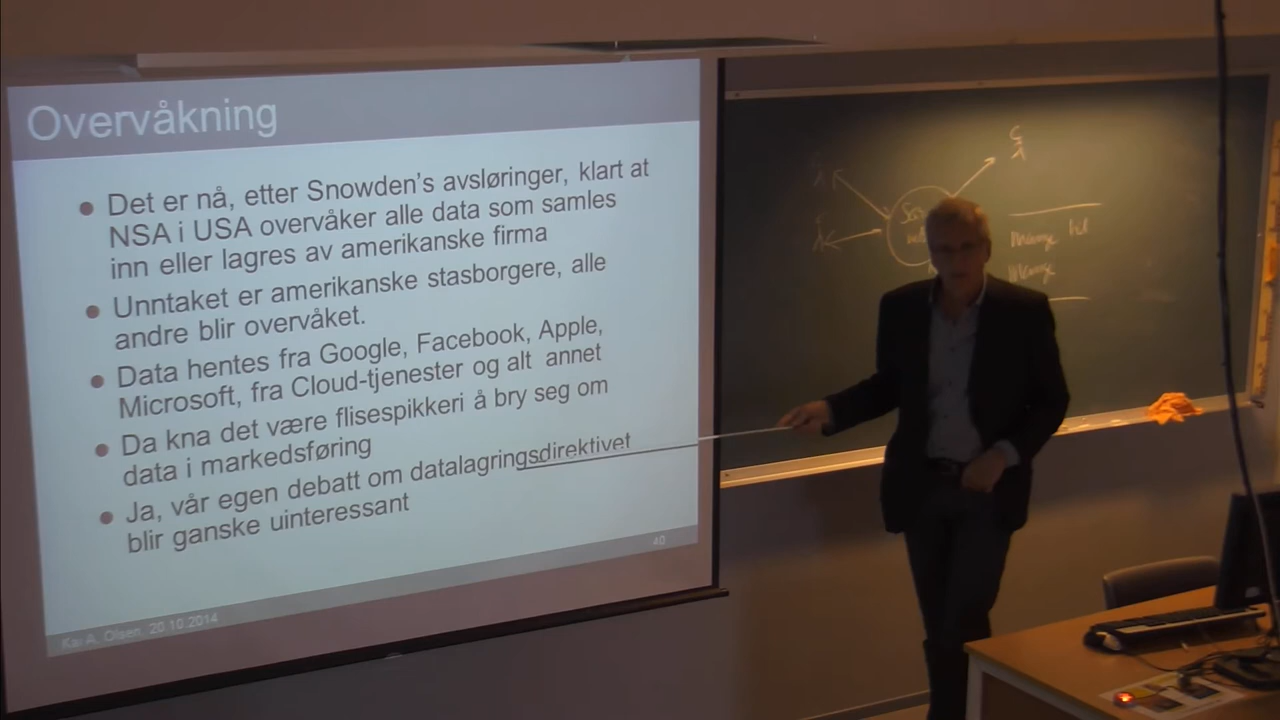 Overvåkning
Det er nå, etter Snowden's avsløringer, klart at
NSA i USA overvåker alle data som samles
inn eller lagres av amerikanske firma
Unntaket er amerikanske stasborgere, alle
andre blir overvåket.
Data hentes fra Google, Facebook, Apple,
Microsoft, fra Cloud-tjenester og alt annet
Da kna det være flisespikkeri å bry seg om
data i markedsføring
Ja, vår egen debatt om datalagringsdirektivet
blir ganske uinteressant
40
Kai A. Olsen, 20.10.2014